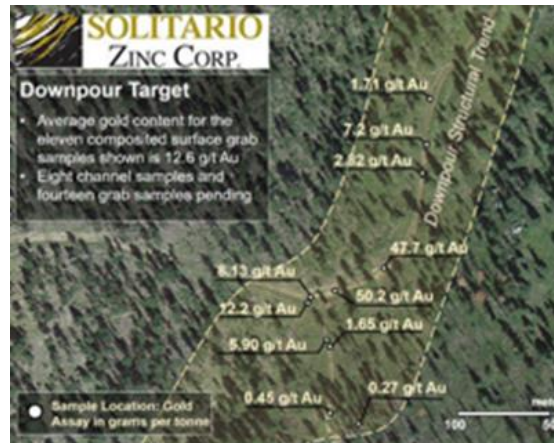 SOLITARIO
ZINC CORP.
Downpour Target
• Average gold content for the
eleven composited surface grab
samples shown is 12.6 g/t Au
• Eight channel samples and
fourteen grab samples pending
1.71 g/t Au
7.2 g/t Au
2.82 g/t Au
Downpour Structural Trend
47.7 g/t Au
8.13 g/t Au
50.2 g/t Au
12.2 g/t Au
1.65 g/t Au
5.90 g/t Au
0.45 g/t Au
0.27 g/t Au
Sample Location: Gold
Assay in grams per tonne
100